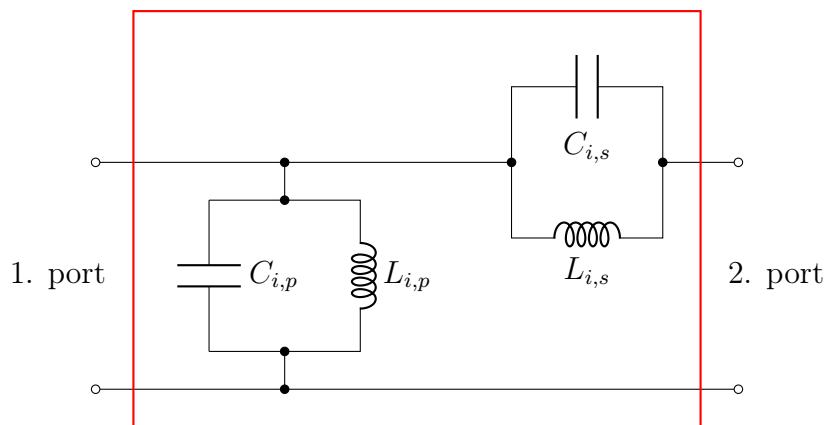 C_{i,s}
1. port
C_{i,p}
L_{i,p}
L_{i,s}
2. port